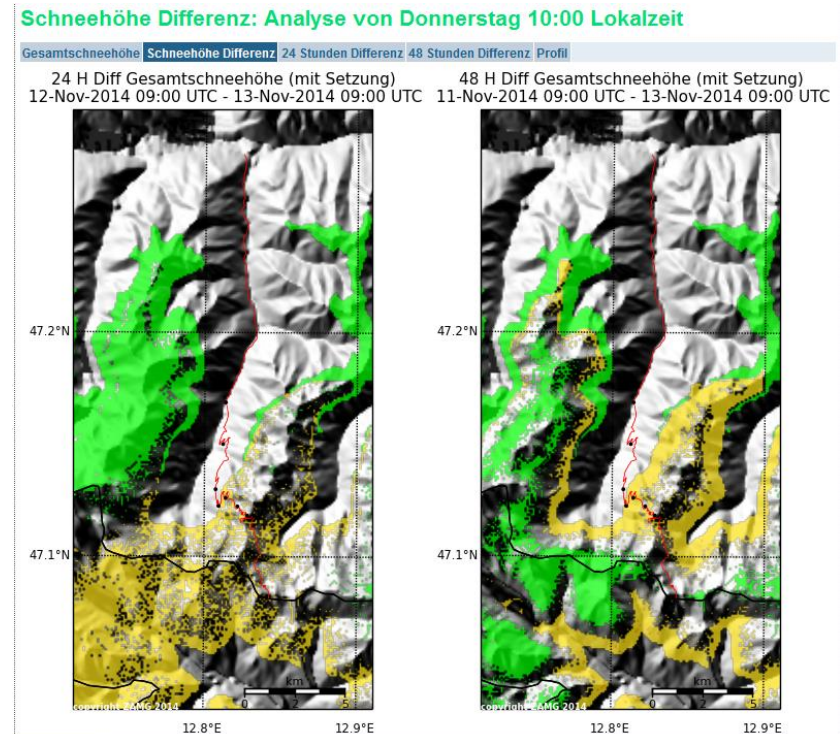 Schneehöhe Differenz: Analyse von Donnerstag 10:00 Lokalzeit
Gesamtschneehöhe Schneehöhe Differenz 24 Stunden Differenz 48 Stunden Differenz Profil
24 H Diff Gesamtschneehöhe (mit Setzung)
12-Nov-2014 09:00 UTC - 13-Nov-2014 09:00 UTC
48 H Diff Gesamtschneehöhe (mit Setzung)
11-Nov-2014 09:00 UTC - 13-Nov-2014 09:00 UTC
47.2°N
47.1°N
km
0 2 5
copyright ZAMG 2014
12.8°E 12.9°E
47.2°N
47.1°N
km
0 2 5
copyright ZAMG 2014
12.8°E 12.9°E